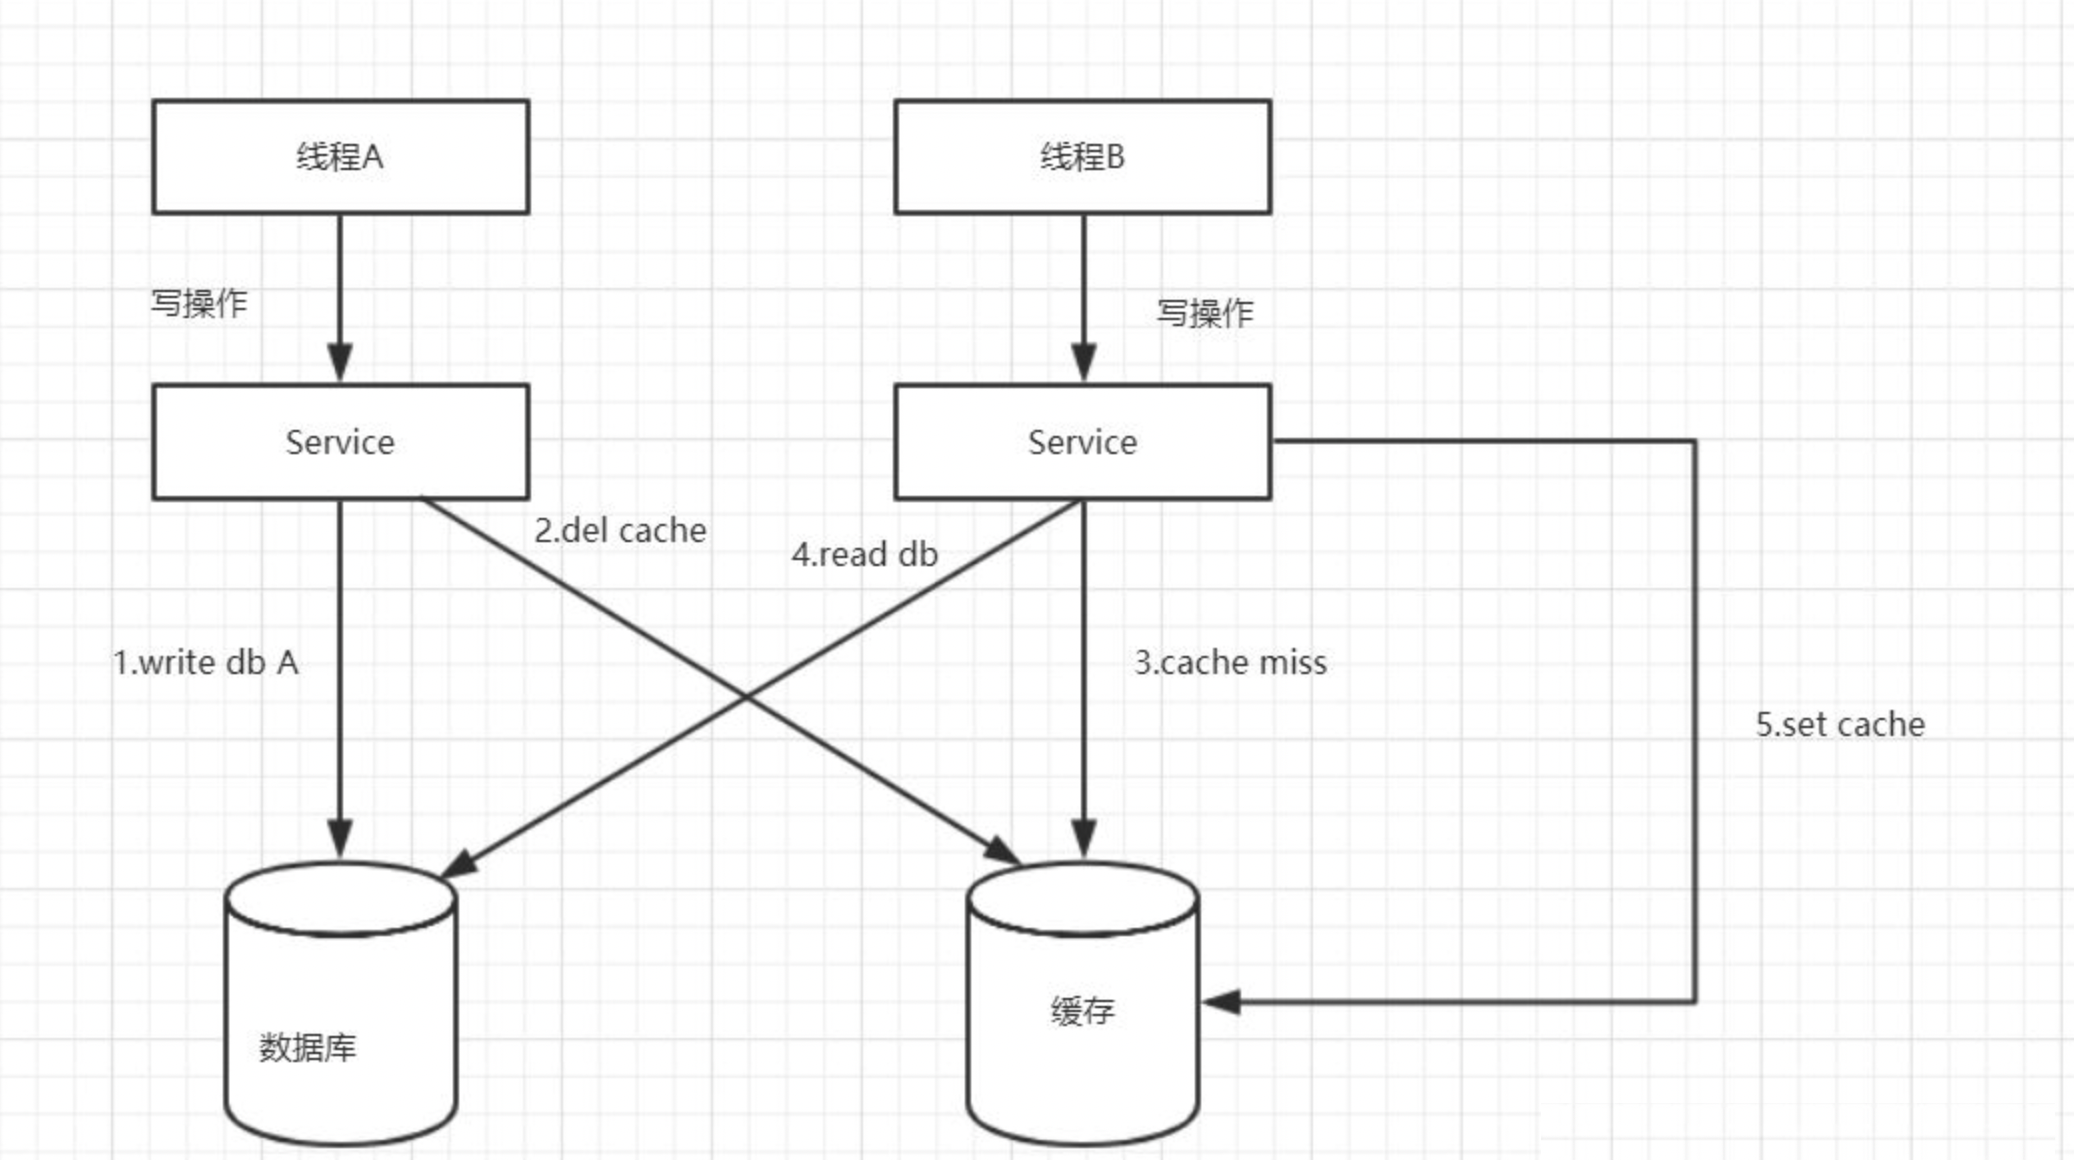 线程A
线程B
写操作
写操作
Service
Service
2.del cache
4.read db
1.write db A
3.cache miss
5.set cache
缓存
数据库